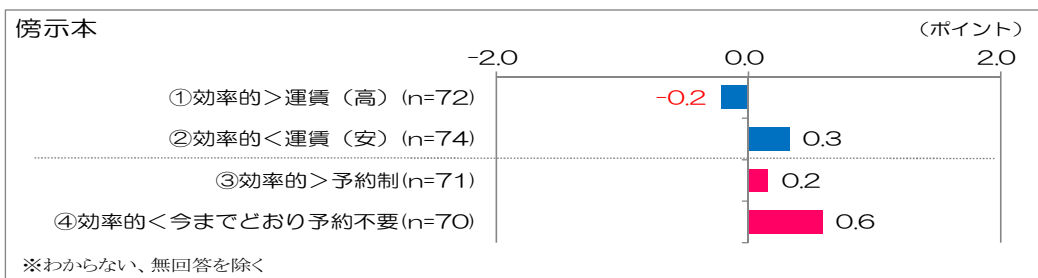 傍示本
(ポイント)
-2.0 0.0 2.0
①効率的>運賃(高)(n=72) -0.2
②効率的<運賃(安)(n=74) 0.3
③効率的>予約制(n=71) 0.2
④効率的<今までどおり予約不要(n=70) 0.6
※わからない、無回答を除く